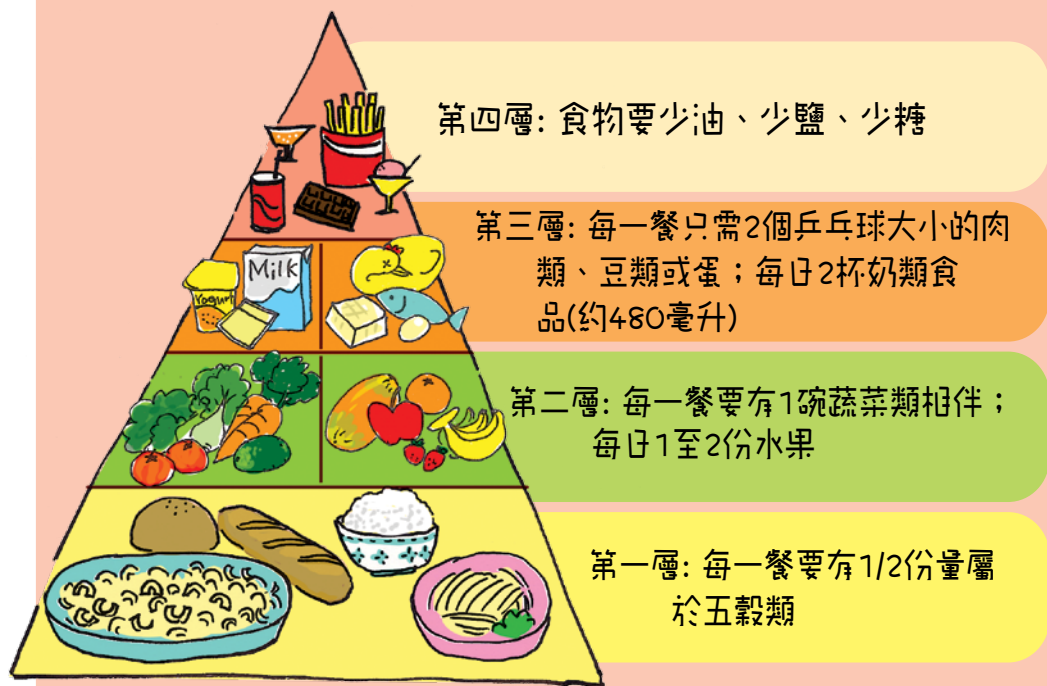 第四層: 食物要少油、少鹽、少糖
第三層: 每一餐只需2個乒乓球大小的肉
類、豆類或蛋；每日2杯奶類食
品(約480毫升)
Milk
Yogurt
第二層: 每一餐要有1碗蔬菜類相伴；
每日1至2份水果
第一層: 每一餐要有1/2份量屬
於五穀類